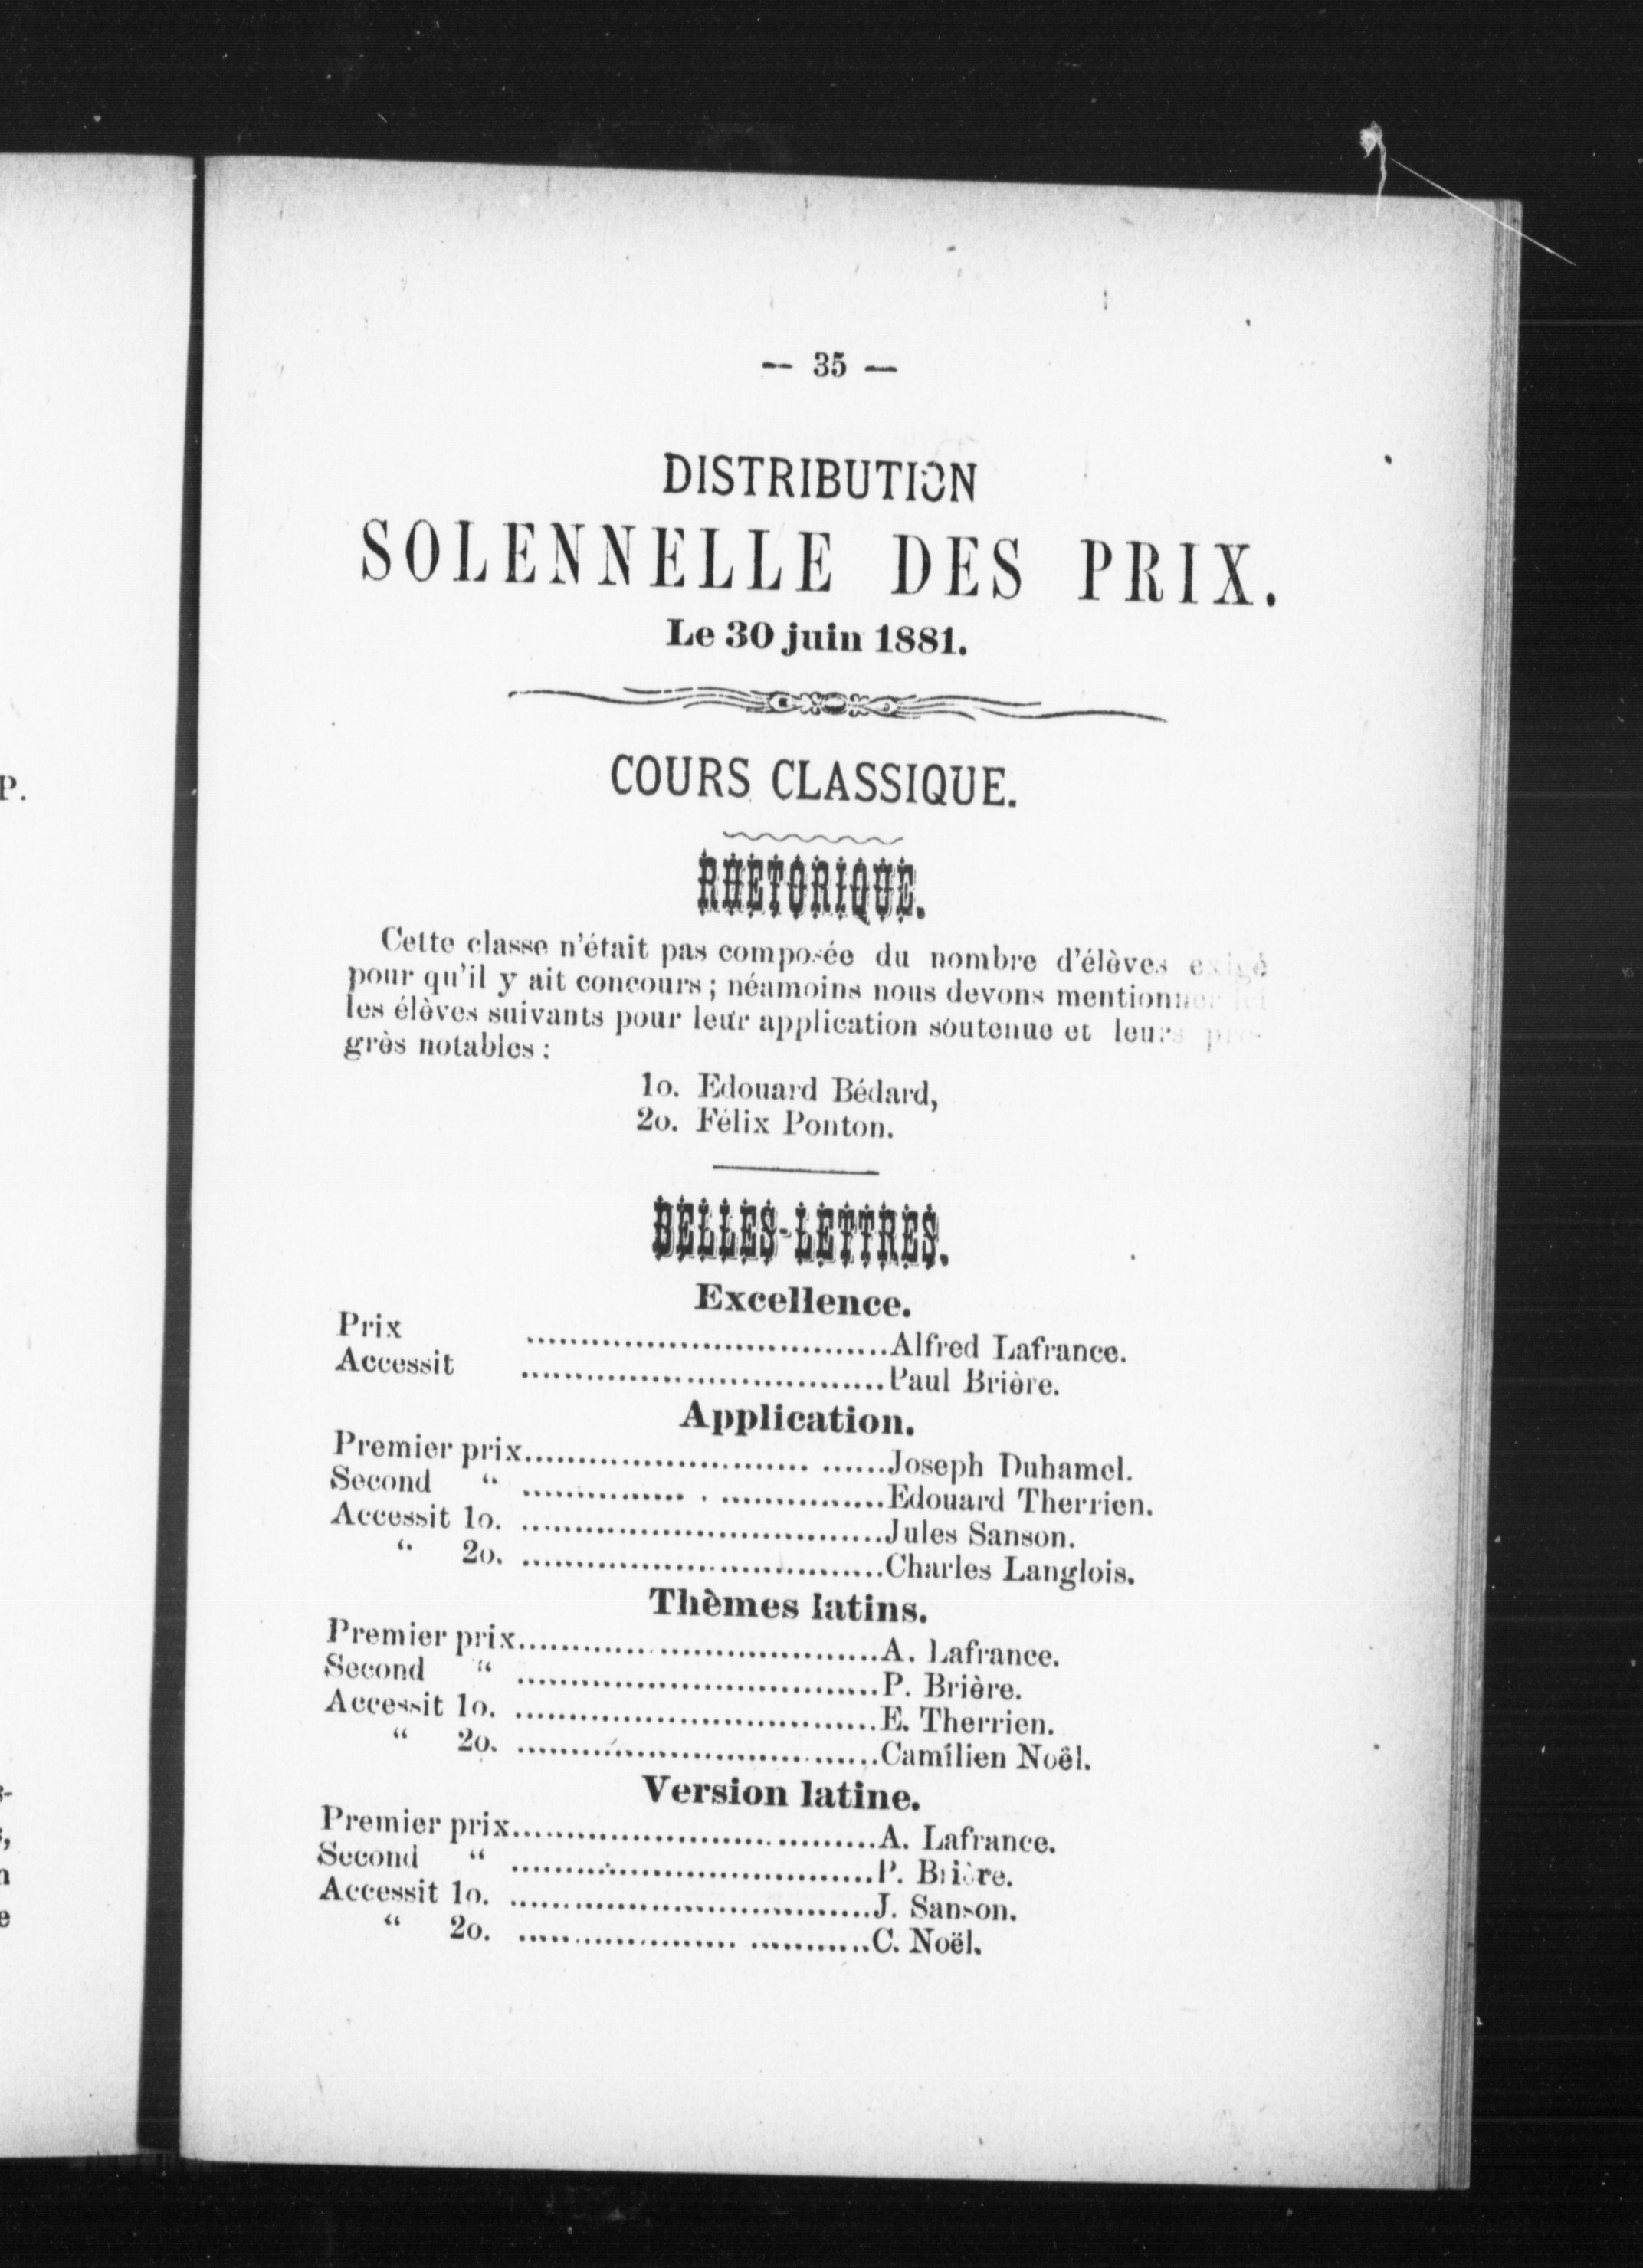 — 35 —
DISTRIBUTION
SOLENNELLE DES PRIX.
Le 30 juin 1881.
COURS CLASSIQUE.
RHETORIQUE.
Cette classe n'était pas composée du nombre d'élèves exigé
pour qu'il y ait concours ; néamoins nous devons mentionner ici
les élèves suivants pour leur application soutenue et leurs pro-
grès notables :
1o. Edouard Bédard,
2o. Félix Ponton.
BELLES-LETTRES.
Excellence.
Prix ..................................Alfred Lafrance.
Accessit ..................................Paul Brière.
Application.
Premier prix..................................Joseph Duhamel.
Second “ ..................................Edouard Therrien.
Accessit 1o. ..................................Jules Sanson.
“ 2o. ..................................Charles Langlois.
Thèmes latins.
Premier prix..................................A. Lafrance.
Second “ ..................................P. Brière.
Accessit 1o. ..................................E. Therrien.
“ 2o. ..................................Camilien Noël.
Version latine.
Premier prix..................................A. Lafrance.
Second “ ..................................P. Brière.
Accessit 1o. ..................................J. Sanson.
“ 2o. ..................................C. Noël.
P.